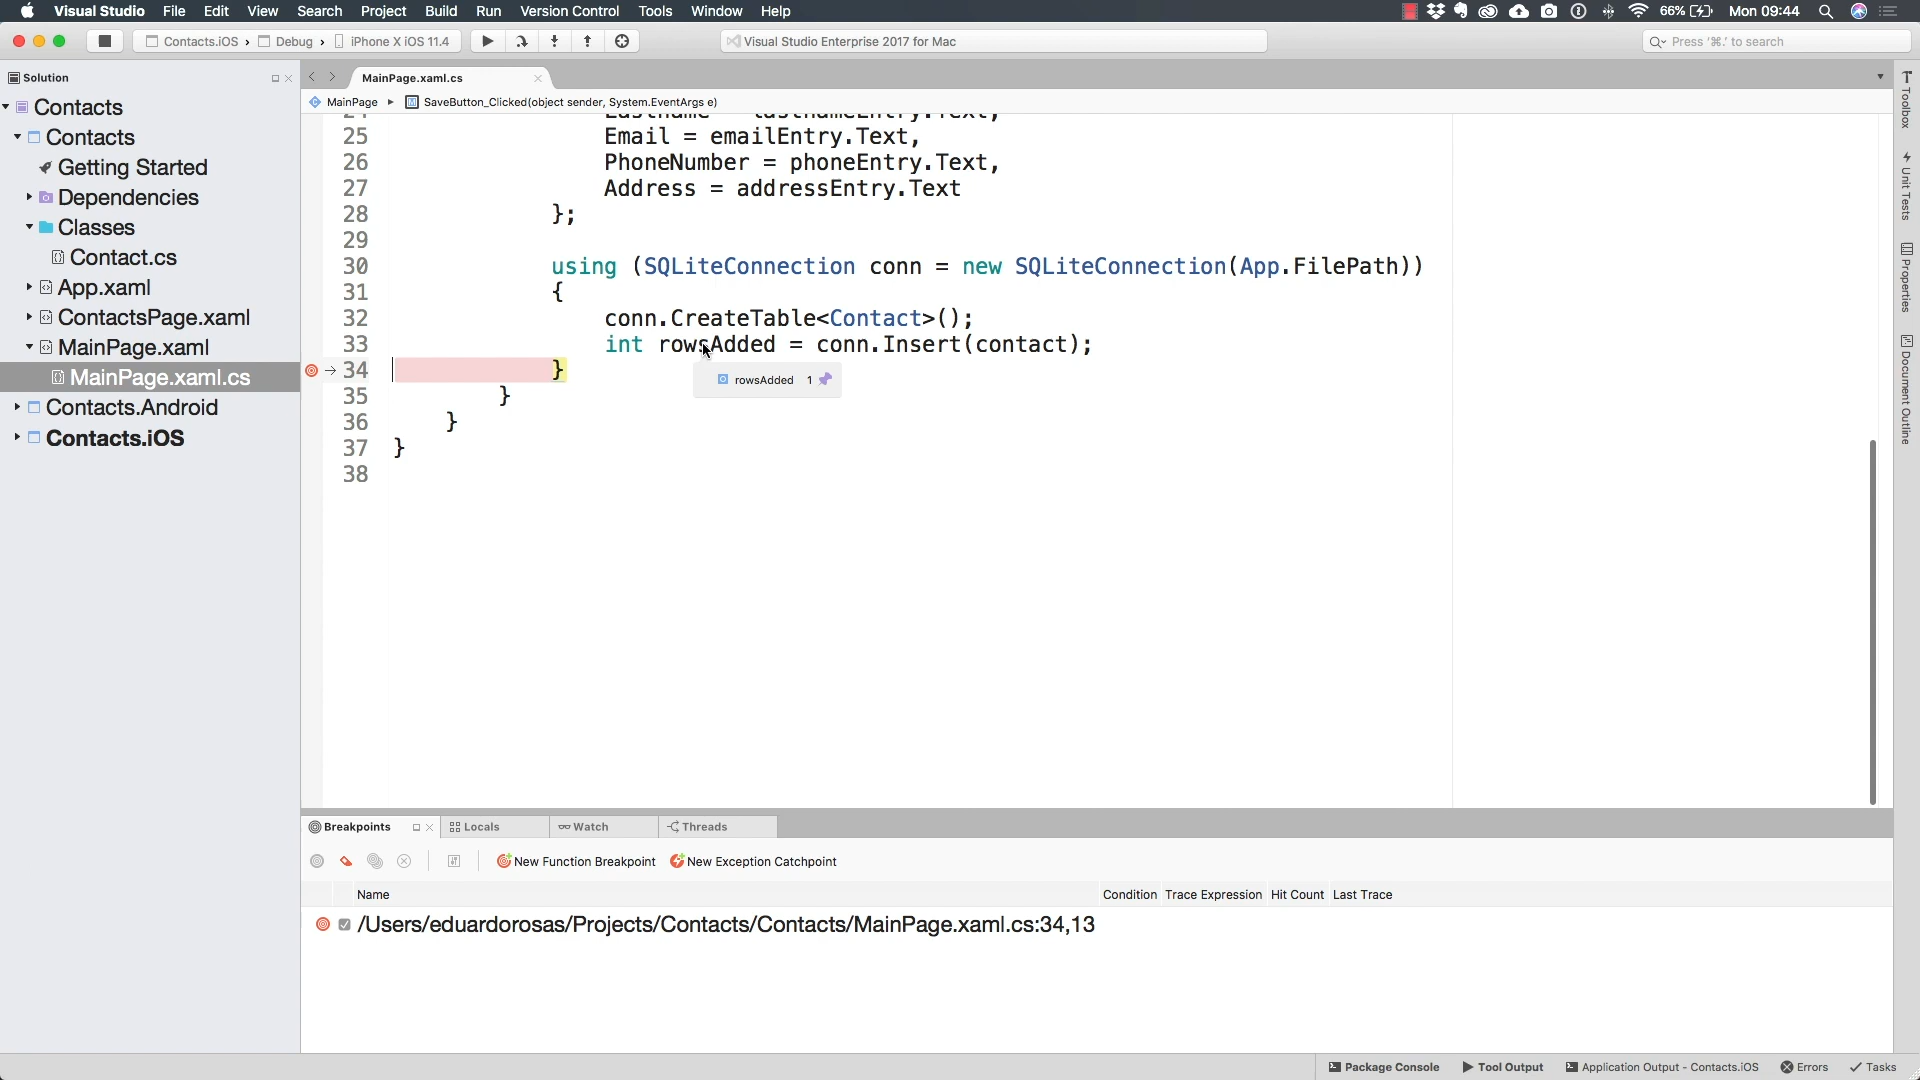 Visual Studio File Edit View Search Project Build Run Version Control Tools Window Help 66% Mon 09:44
Contacts.iOS › Debug › iPhone X iOS 11.4 Visual Studio Enterprise 2017 for Mac Press '⌘.' to search
Solution
Contacts
Contacts
Getting Started
Dependencies
Classes
Contact.cs
App.xaml
ContactsPage.xaml
MainPage.xaml
MainPage.xaml.cs
Contacts.Android
Contacts.iOS
MainPage.xaml.cs
MainPage SaveButton_Clicked(object sender, System.EventArgs e)
24 Lastname = lastnameEntry.Text,
25 Email = emailEntry.Text,
26 PhoneNumber = phoneEntry.Text,
27 Address = addressEntry.Text
28 };
29
30 using (SQLiteConnection conn = new SQLiteConnection(App.FilePath))
31 {
32 conn.CreateTable<Contact>();
33 int rowsAdded = conn.Insert(contact);
34 }
rowsAdded 1
35 }
36 }
37 }
38
Toolbox
Unit Tests
Properties
Document Outline
Breakpoints Locals Watch Threads
New Function Breakpoint New Exception Catchpoint
Name Condition Trace Expression Hit Count Last Trace
/Users/eduardorosas/Projects/Contacts/Contacts/MainPage.xaml.cs:34,13
Package Console Tool Output Application Output - Contacts.iOS Errors Tasks